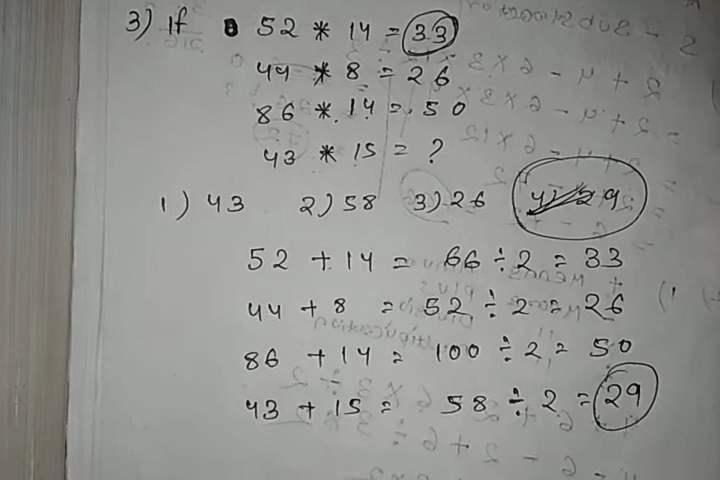 3) If 52 * 14 = 33
44 * 8 = 26
86 * 14 = 50
43 * 15 = ?
1) 43 2) 58 3) 26 4) 29
52 + 14 = 66 ÷ 2 = 33
44 + 8 = 52 ÷ 2 = 26
86 + 14 = 100 ÷ 2 = 50
43 + 15 = 58 ÷ 2 = 29